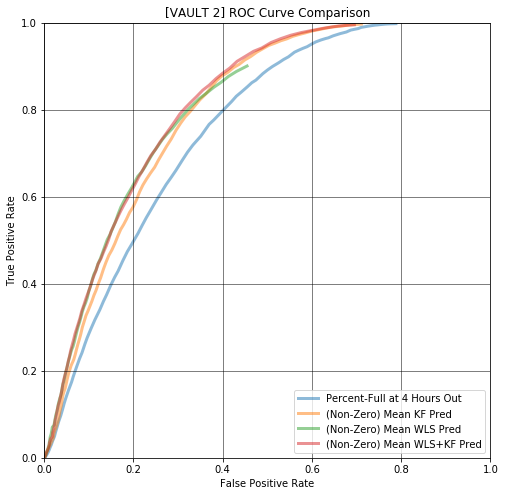 [VAULT 2] ROC Curve Comparison
1.0
0.8
0.6
0.4
0.2
0.0
True Positive Rate
0.0 0.2 0.4 0.6 0.8 1.0
False Positive Rate
Percent-Full at 4 Hours Out
(Non-Zero) Mean KF Pred
(Non-Zero) Mean WLS Pred
(Non-Zero) Mean WLS+KF Pred